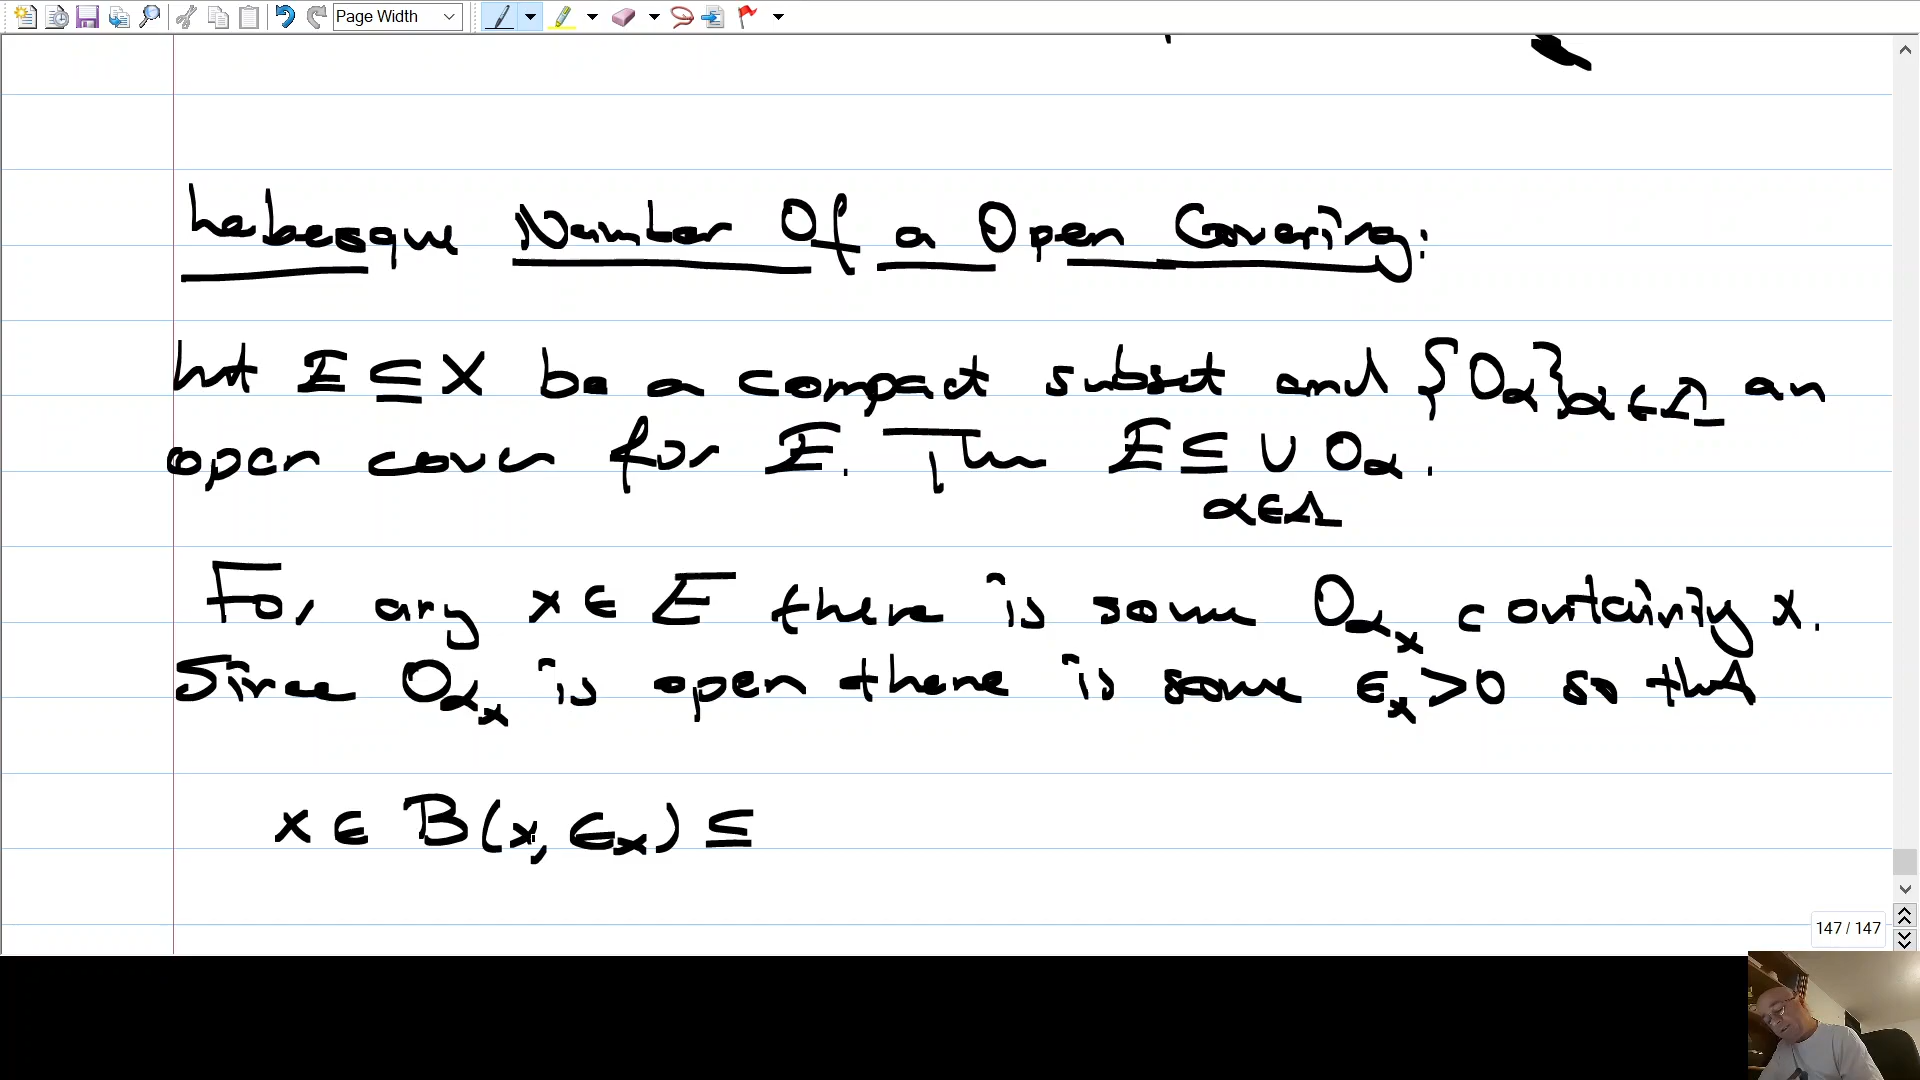 Page Width
Lebesgue Number Of a Open Covering:
Let E ⊆ X be a compact subset and {O_α}_{α∈Λ} an
open cover for E. Then E ⊆ ∪ O_α.
α∈Λ
For any x ∈ E there is some O_{α_x} containing x.
Since O_{α_x} is open there is some ε_x > 0 so that
x ∈ B(x, ε_x) ⊆
147 / 147